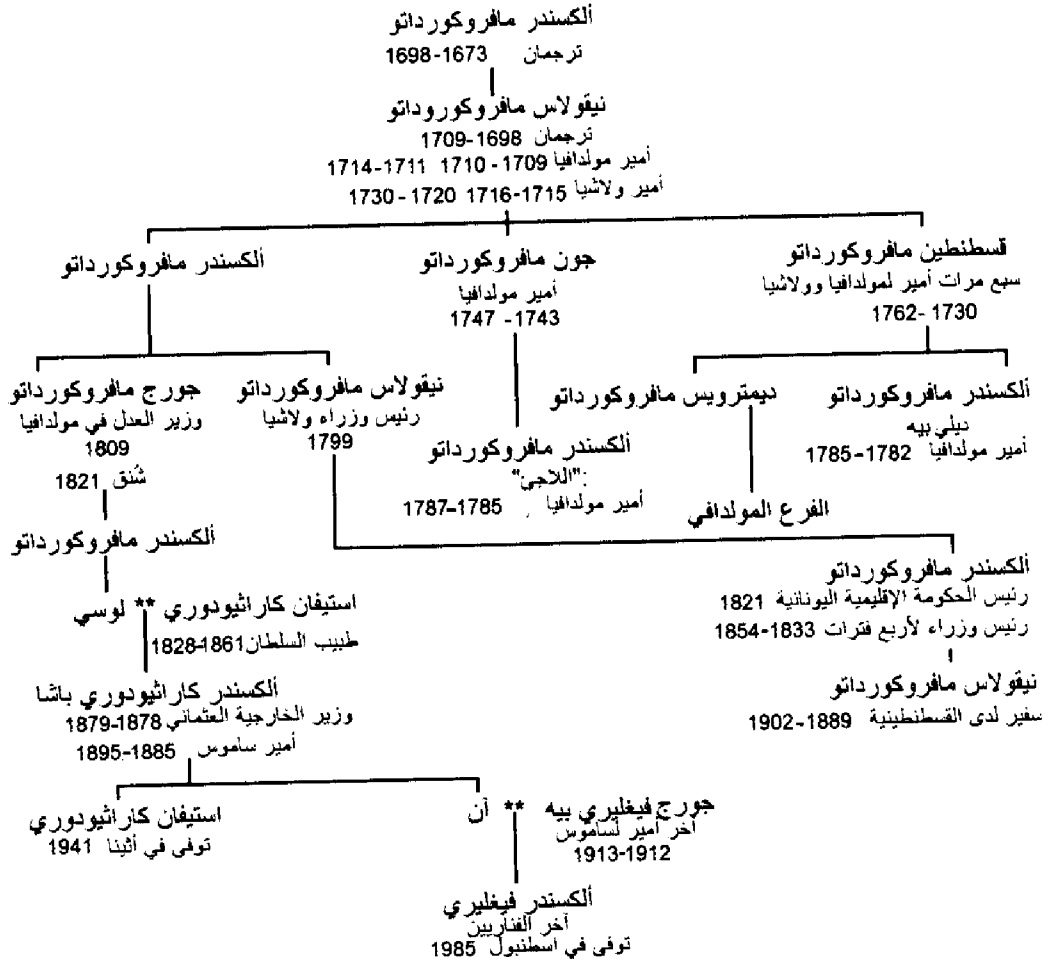 ألكسندر مافروكورداتو
ترجمان 1673-1698
نيقولاس مافروكوروداتو
ترجمان 1698-1709
أمير مولدافيا 1709-1710 1711-1714
أمير ولاشيا 1715-1716 1720-1730
قسطنطين مافروكورداتو
سبع مرات أمير لمولدافيا وولاشيا
1730-1762
جون مافروكورداتو
أمير مولدافيا
1743-1747
ألكسندر مافروكورداتو
ألكسندر مافروكورداتو
ديلي بيه
أمير مولدافيا 1782-1785
ديمترويس مافروكورداتو
الفرع المولدافي
ألكسندر مافروكورداتو
"اللاجئ":
أمير مولدافيا 1785-1787
نيقولاس مافروكورداتو
رئيس وزراء ولاشيا
1799
جورج مافروكورداتو
وزير العدل في مولدافيا
1809
شُنق 1821
ألكسندر مافروكورداتو
ألكسندر مافروكورداتو
رئيس الحكومة الإقليمية اليونانية 1821
رئيس وزراء لأربع فترات 1833-1854
نيقولاس مافروكورداتو
سفير لدى القسطنطينية 1889-1902
استيفان كاراثيودوري ** لوسي
طبيب السلطان 1861-1828
ألكسندر كاراثيودوري باشا
وزير الخارجية العثماني 1878-1879
أمير ساموس 1885-1895
جورج فيغليري بيه ** آن
آخر أمير لساموس
1912-1913
استيفان كاراثيودوري
توفى في أثينا 1941
ألكسندر فيغليري
آخر الفناريين
توفى في اسطنبول 1985